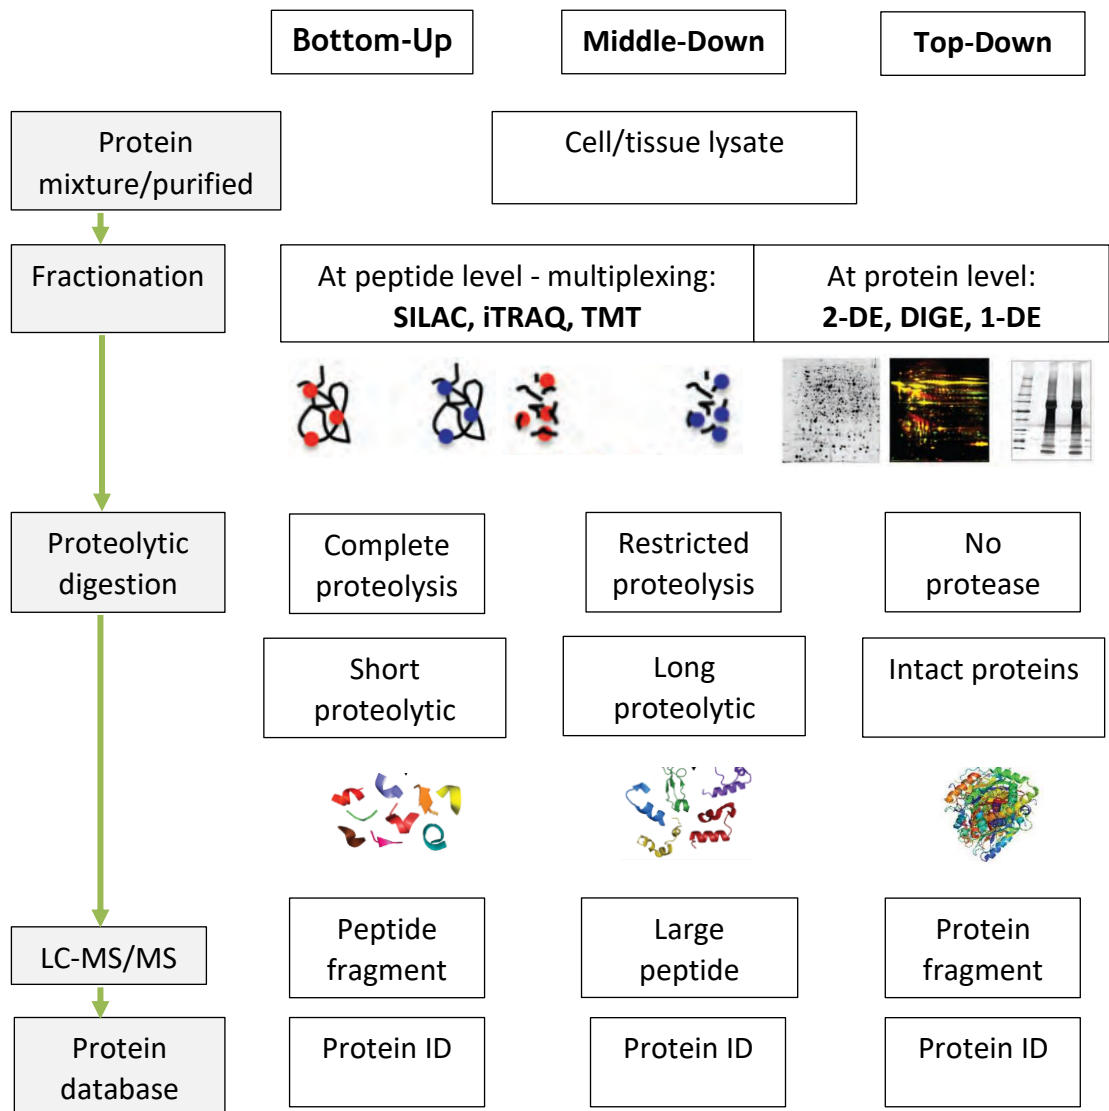 Bottom-Up
Middle-Down
Top-Down
Protein
mixture/purified
Cell/tissue lysate
Fractionation
At peptide level - multiplexing:
SILAC, iTRAQ, TMT
At protein level:
2-DE, DIGE, 1-DE
Proteolytic
digestion
Complete
proteolysis
Restricted
proteolysis
No
protease
Short
proteolytic
Long
proteolytic
Intact proteins
LC-MS/MS
Peptide
fragment
Large
peptide
Protein
fragment
Protein
database
Protein ID
Protein ID
Protein ID